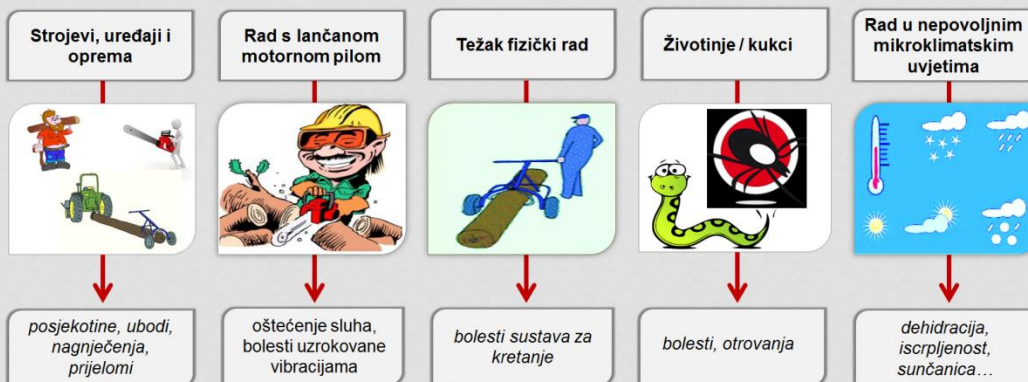 Strojevi, uređaji i
oprema
Rad s lančanom
motornom pilom
Težak fizički rad
Životinje / kukci
Rad u nepovoljnim
mikroklimatskim
uvjetima
posjekotine, ubodi,
nagnječenja,
prijelomi
oštećenje sluha,
bolesti uzrokovane
vibracijama
bolesti sustava za
kretanje
bolesti, otrovanja
dehidracija,
iscrpljenost,
sunčanica...